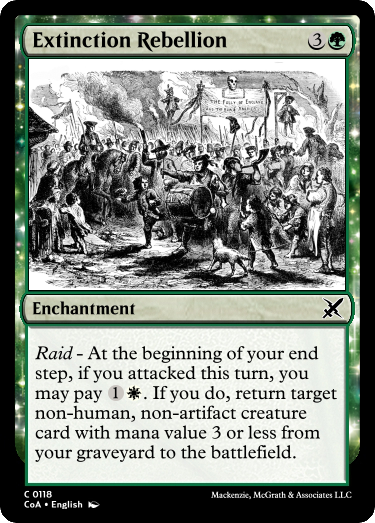 Extinction Rebellion 3
Enchantment
Raid - At the beginning of your end
step, if you attacked this turn, you
may pay 1 . If you do, return target
non-human, non-artifact creature
card with mana value 3 or less from
your graveyard to the battlefield.
C 0118
CoA • English
Mackenzie, McGrath & Associates LLC